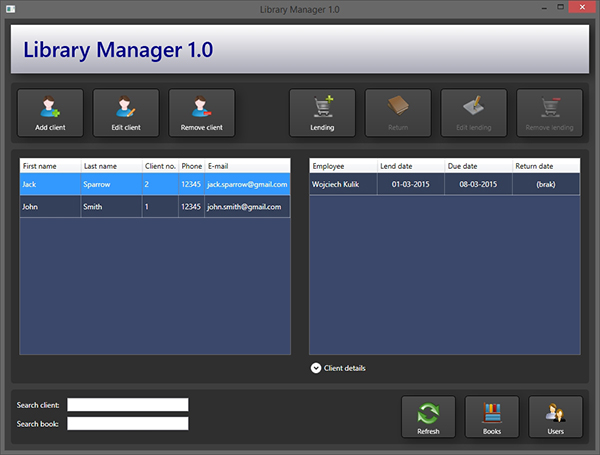 Library Manager 1.0
Library Manager 1.0
Add client Edit client Remove client Lending Return Edit lending Remove lending
First name Last name Client no. Phone E-mail Employee Lend date Due date Return date
Jack Sparrow 2 12345 jack.sparrow@gmail.com Wojciech Kulik 01-03-2015 08-03-2015 (brak)
John Smith 1 12345 john.smith@gmail.com
Client details
Search client:
Search book:
Refresh Books Users